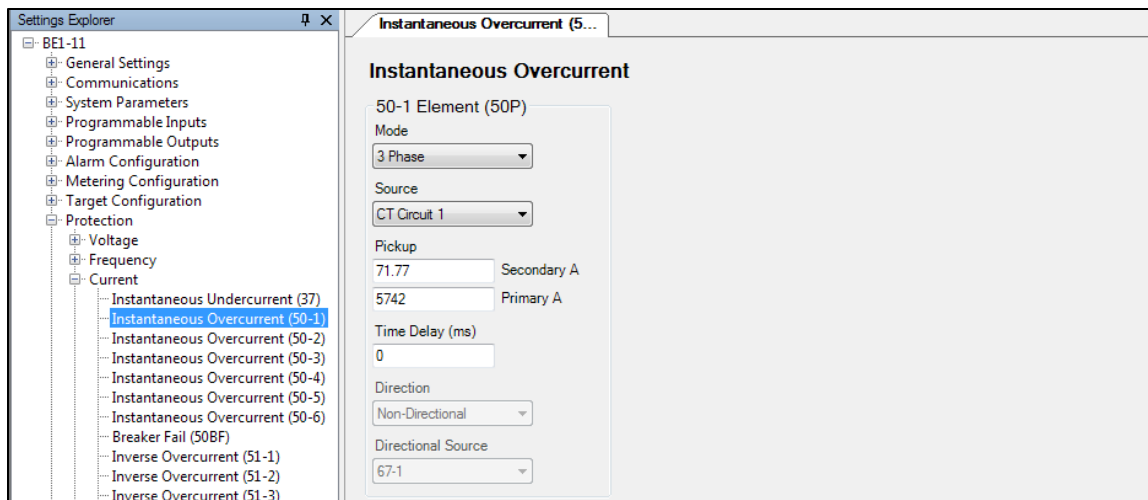 Settings Explorer
BE1-11
General Settings
Communications
System Parameters
Programmable Inputs
Programmable Outputs
Alarm Configuration
Metering Configuration
Target Configuration
Protection
Voltage
Frequency
Current
Instantaneous Undercurrent (37)
Instantaneous Overcurrent (50-1)
Instantaneous Overcurrent (50-2)
Instantaneous Overcurrent (50-3)
Instantaneous Overcurrent (50-4)
Instantaneous Overcurrent (50-5)
Instantaneous Overcurrent (50-6)
Breaker Fail (50BF)
Inverse Overcurrent (51-1)
Inverse Overcurrent (51-2)
Inverse Overcurrent (51-3)
Instantaneous Overcurrent (5...
Instantaneous Overcurrent
50-1 Element (50P)
Mode
3 Phase
Source
CT Circuit 1
Pickup
71.77 Secondary A
5742 Primary A
Time Delay (ms)
0
Direction
Non-Directional
Directional Source
67-1